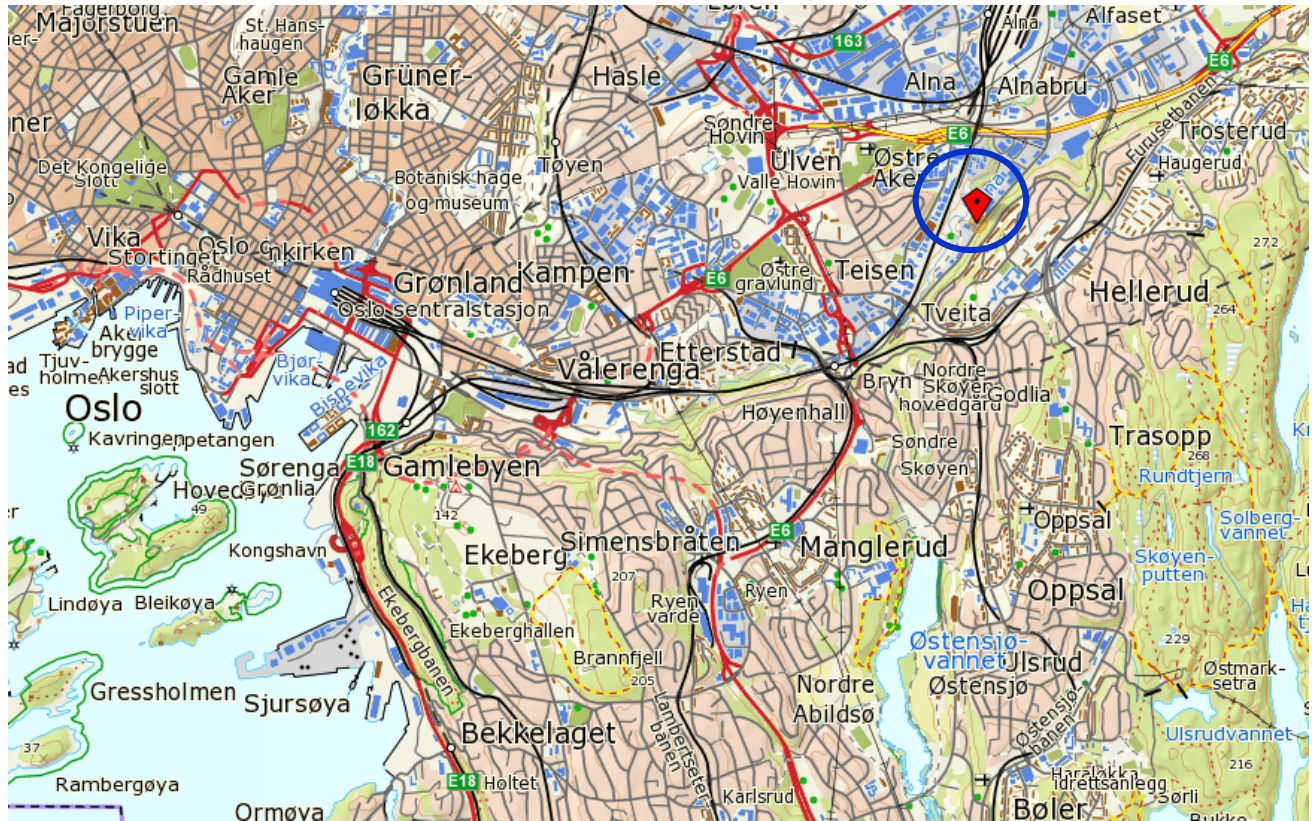 Fagerborg
Majorstuen
St. Hans-
haugen
Gamle
Aker
Grüner-
løkka
Hasle
Løren
163
Alna
Alfaset
E6
Alna
Alnabru
Søndre
Hovin
E6
Furusetbanen
Trosterud
Haugerud
Ulven
Valle Hovin
Østre
Aker
Det Kongelige
Slott
Tøyen
Botanisk hage
og museum
Vika
Stortinget
Rådhuset
Grønland
Oslo sentralstasjon
Kampen
E6
Østre
gravlund
Teisen
Tveita
Hellerud
272
264
Piper-
vika
Aker
brygge
Tjuv-
holmen
Akershus
slott
Bjør-
vika
Bispevika
Vålerenga
Etterstad
Bryn
Nordre
Skøyen
hovedgård
Godlia
Høyenhall
Oslo
Kavringen
162
E18
Gamlebyen
Sørenga
Grønlia
49
142
Søndre
Skøyen
Trasopp
268
Rundtjern
Solberg-
vannet
Kongshavn
Ekeberg
Simensbråten
E6
Manglerud
Oppsal
Oppsal
Skøyen-
putten
Lindøya
Bleikøya
207
Ryen
varde
Ryen
Ekebergbanen
Ekeberghallen
Brannfjell
205
229
Østensjø-
vannet
Ulsrud
Østensjø
Østmark-
setra
Gressholmen
Sjursøya
Nordre
Abildsø
Lambertseter-
banen
Østensjø-
banen
Ulsrudvannet
37
Bekkelaget
216
Rambergøya
E18
Holtet
Karlsrud
Haraløkka
idrettsanlegg
Sørli
Ormøya
Bøler